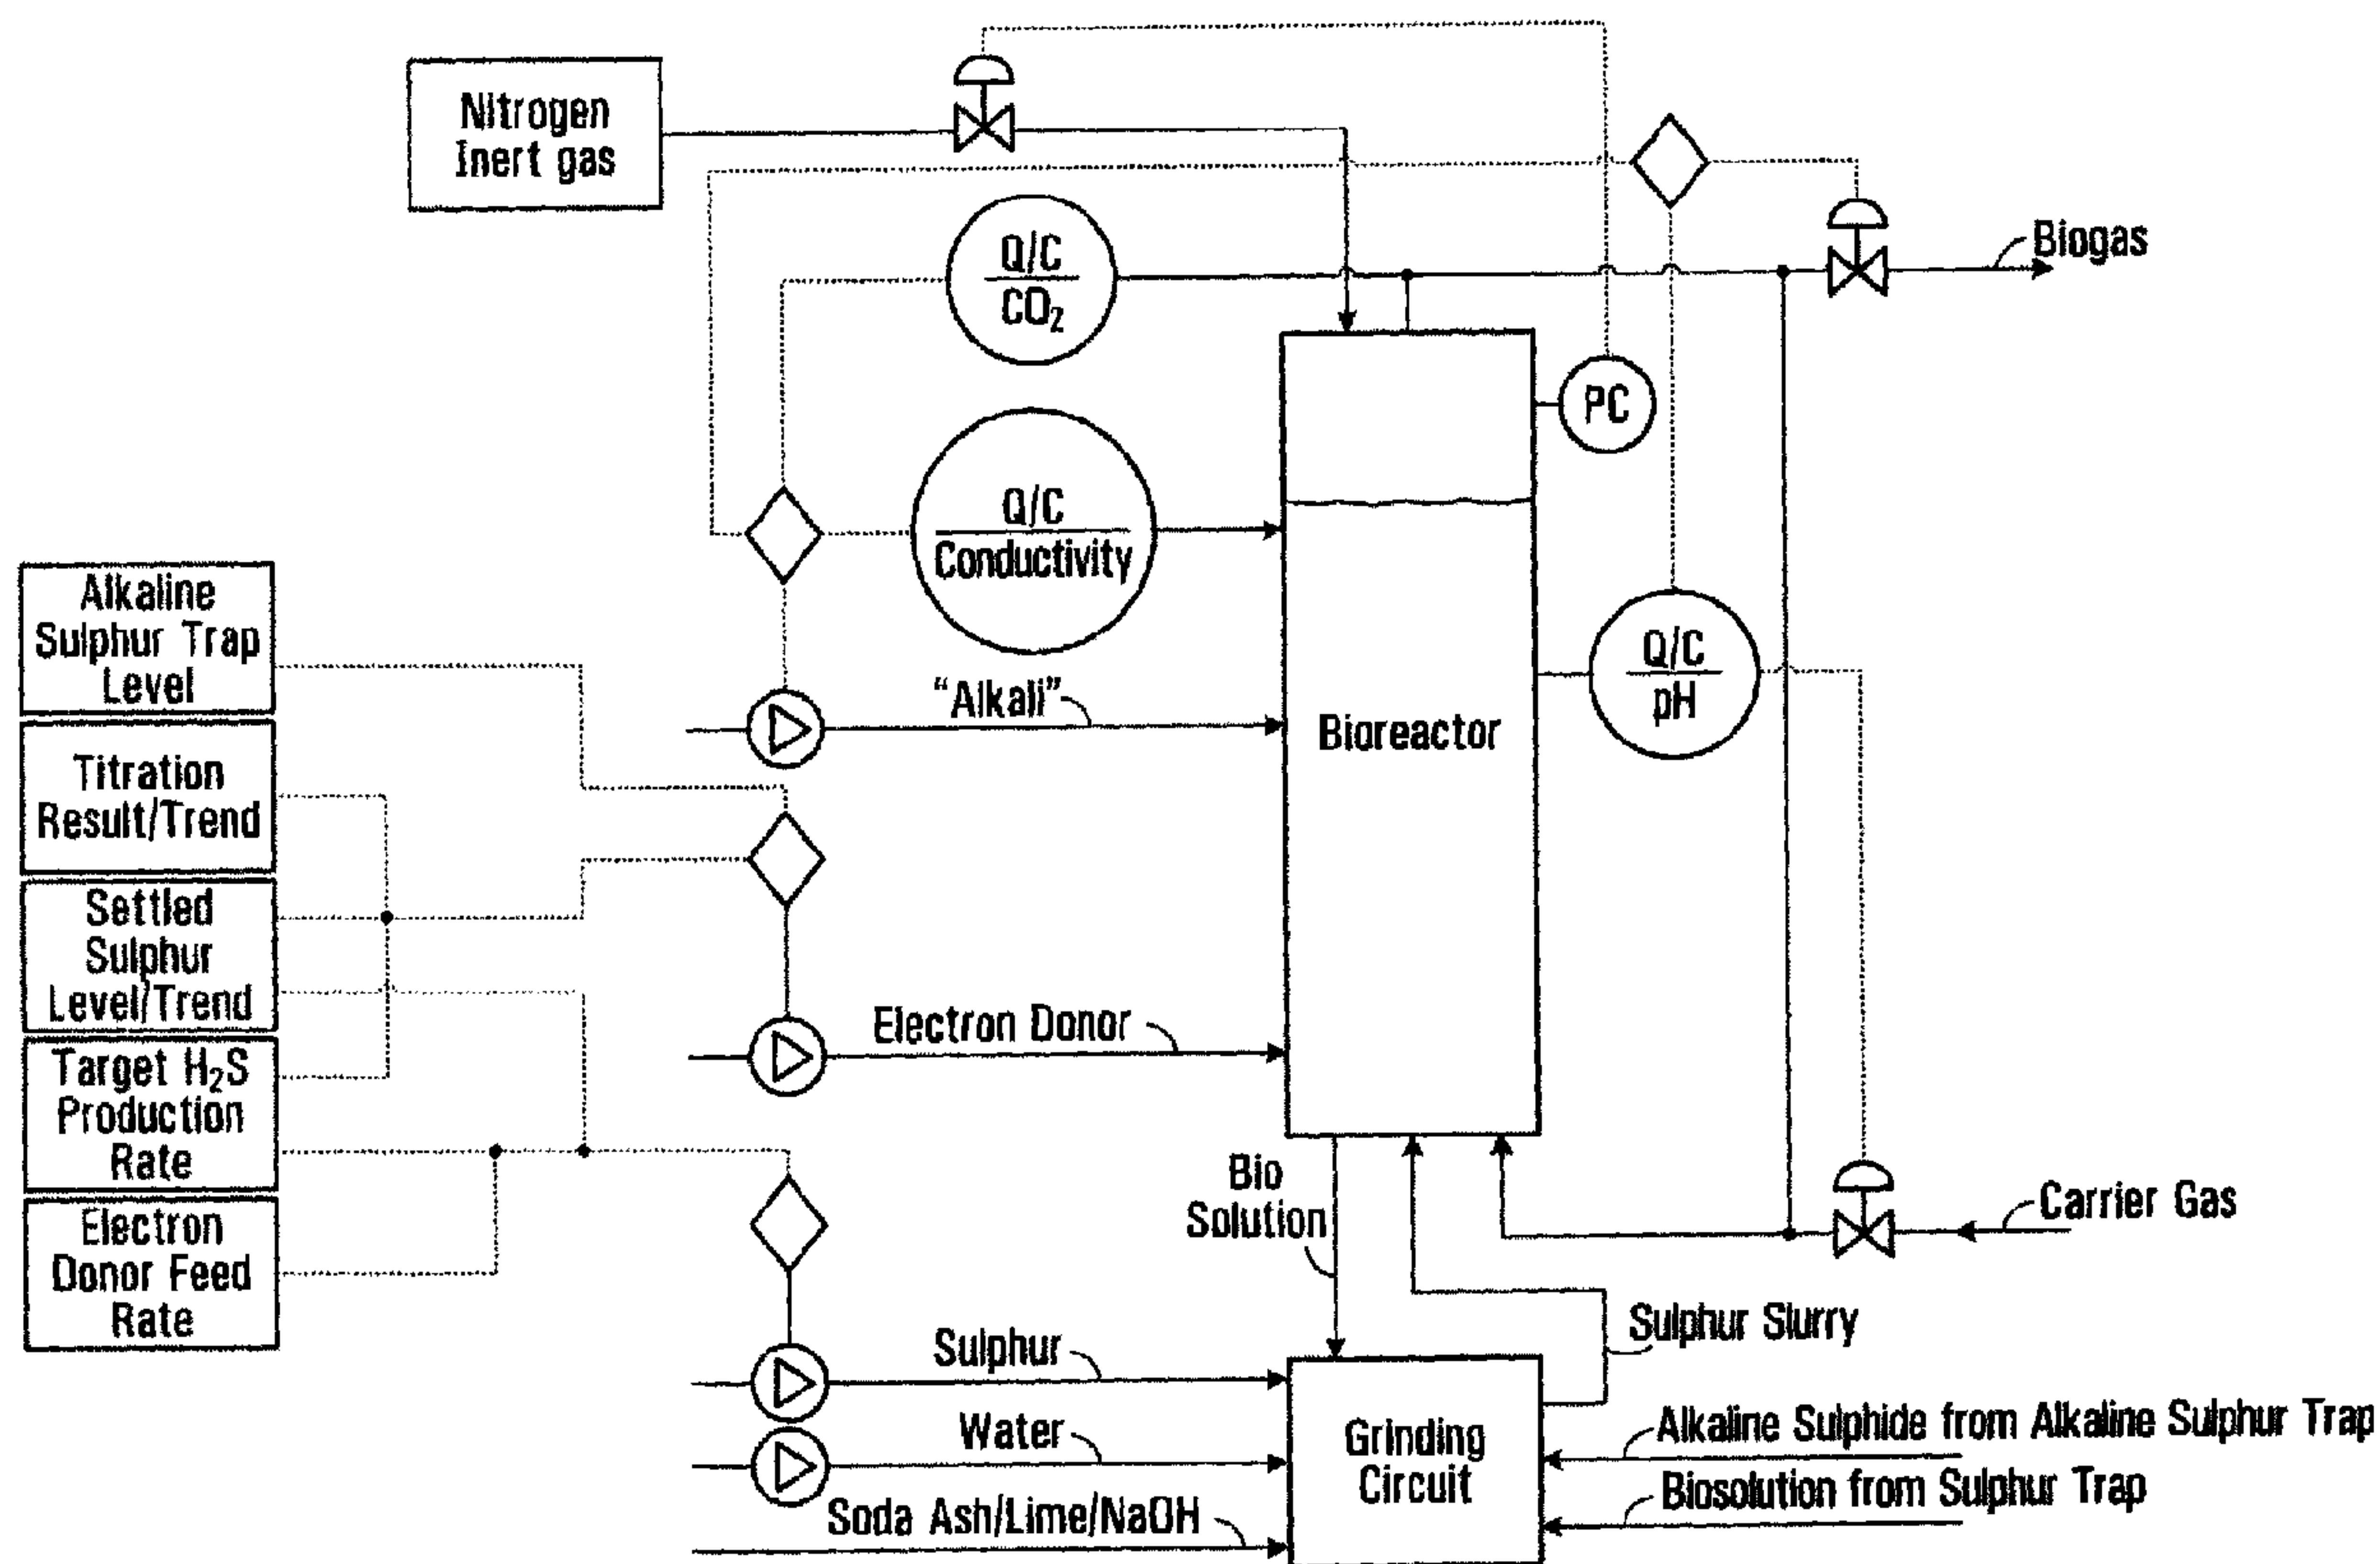 Nitrogen
Inert gas
Biogas
Q/C
CO₂
PC
Q/C
Conductivity
Alkaline
Sulphur Trap
Level
"Alkali"
Q/C
pH
Bioreactor
Titration
Result/Trend
Settled
Sulphur
Level/Trend
Electron Donor
Target H₂S
Production
Rate
Bio
Solution
Carrier Gas
Electron
Donor Feed
Rate
Sulphur Slurry
Sulphur
Water
Soda Ash/Lime/NaOH
Grinding
Circuit
Alkaline Sulphide from Alkaline Sulphur Trap
Biosolution from Sulphur Trap